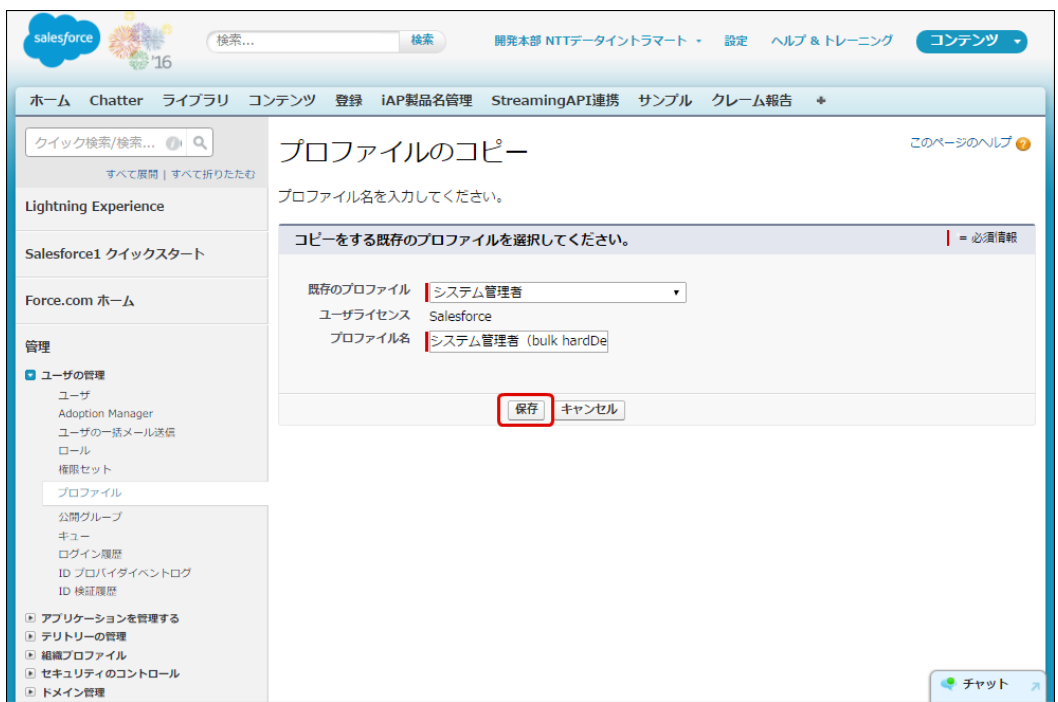 salesforce
'16
検索...
検索
開発本部 NTTデータイントラマート
設定
ヘルプ & トレーニング
コンテンツ
ホーム Chatter ライブラリ コンテンツ 登録 iAP製品名管理 StreamingAPI連携 サンプル クレーム報告 +
クイック検索/検索...
すべて展開 | すべて折りたたむ
Lightning Experience
Salesforce1 クイックスタート
Force.com ホーム
管理
ユーザの管理
ユーザ
Adoption Manager
ユーザの一括メール送信
ロール
権限セット
プロファイル
公開グループ
キュー
ログイン履歴
ID プロバイダイベントログ
ID 検証履歴
アプリケーションを管理する
テリトリーの管理
組織プロファイル
セキュリティのコントロール
ドメイン管理
プロファイルのコピー
このページのヘルプ ?
プロファイル名を入力してください。
コピーをする既存のプロファイルを選択してください。
= 必須情報
既存のプロファイル システム管理者
ユーザライセンス Salesforce
プロファイル名 システム管理者（bulk hardDe
保存 キャンセル
チャット